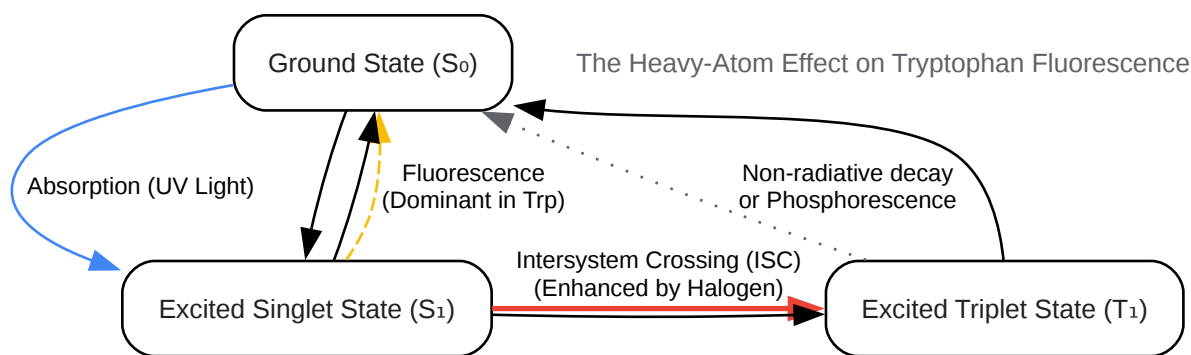 Ground State (S₀)
The Heavy-Atom Effect on Tryptophan Fluorescence
Absorption (UV Light)
Fluorescence
(Dominant in Trp)
Non-radiative decay
or Phosphorescence
Intersystem Crossing (ISC)
(Enhanced by Halogen)
Excited Singlet State (S₁)
Excited Triplet State (T₁)